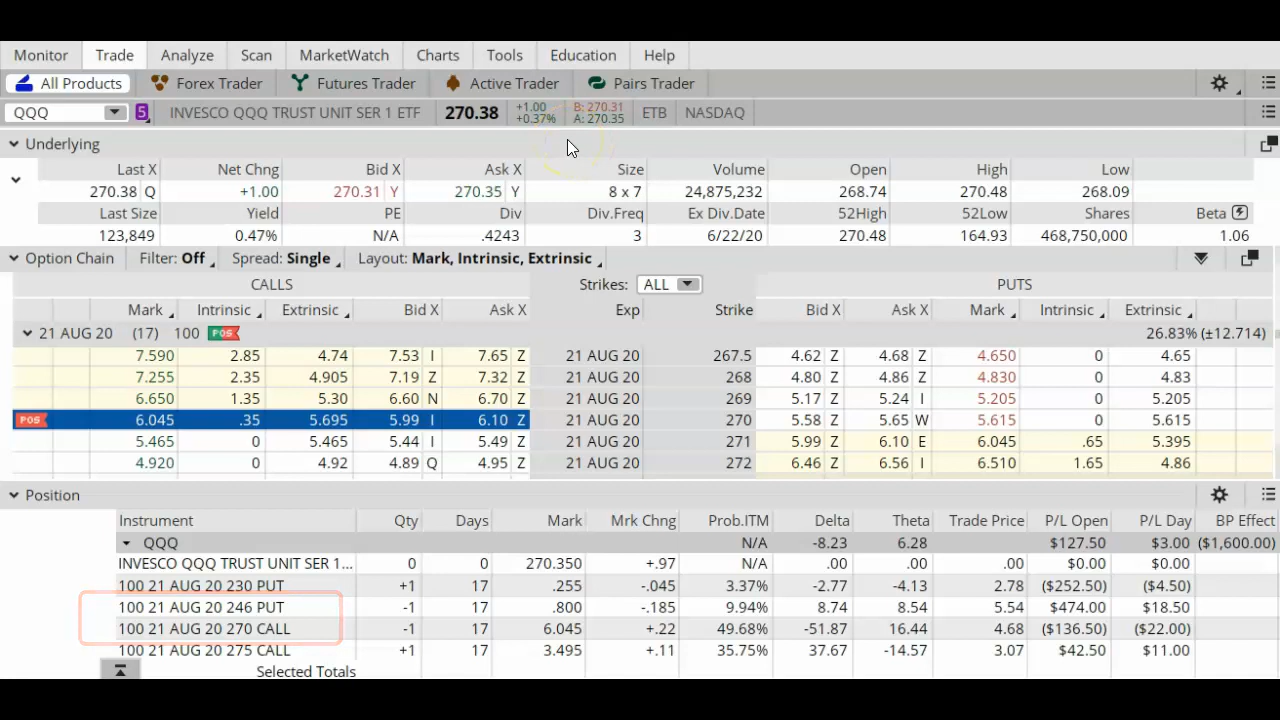 Monitor Trade Analyze Scan MarketWatch Charts Tools Education Help
All Products Forex Trader Futures Trader Active Trader Pairs Trader
QQQ 5 INVESCO QQQ TRUST UNIT SER 1 ETF 270.38 +1.00 +0.37% B: 270.31 A: 270.35 ETB NASDAQ
Underlying
Last X Net Chng Bid X Ask X Size Volume Open High Low
270.38 Q +1.00 270.31 Y 270.35 Y 8 x 7 24,875,232 268.74 270.48 268.09
Last Size Yield PE Div Div.Freq Ex Div.Date 52High 52Low Shares Beta
123,849 0.47% N/A .4243 3 6/22/20 270.48 164.93 468,750,000 1.06
Option Chain Filter: Off , Spread: Single , Layout: Mark, Intrinsic, Extrinsic ,
CALLS Strikes: ALL PUTS
Mark Intrinsic Extrinsic Bid X Ask X Exp Strike Bid X Ask X Mark Intrinsic Extrinsic
21 AUG 20 (17) 100 POS 26.83% (±12.714)
7.590 2.85 4.74 7.53 I 7.65 Z 21 AUG 20 267.5 4.62 Z 4.68 Z 4.650 0 4.65
7.255 2.35 4.905 7.19 Z 7.32 Z 21 AUG 20 268 4.80 Z 4.86 Z 4.830 0 4.83
6.650 1.35 5.30 6.60 N 6.70 Z 21 AUG 20 269 5.17 Z 5.24 I 5.205 0 5.205
POS 6.045 .35 5.695 5.99 I 6.10 Z 21 AUG 20 270 5.58 Z 5.65 W 5.615 0 5.615
5.465 0 5.465 5.44 I 5.49 Z 21 AUG 20 271 5.99 Z 6.10 E 6.045 .65 5.395
4.920 0 4.92 4.89 Q 4.95 Z 21 AUG 20 272 6.46 Z 6.56 I 6.510 1.65 4.86
Position
Instrument Qty Days Mark Mrk Chng Prob.ITM Delta Theta Trade Price P/L Open P/L Day BP Effect
QQQ N/A -8.23 6.28 $127.50 $3.00 ($1,600.00)
INVESCO QQQ TRUST UNIT SER 1... 0 0 270.350 +.97 N/A .00 .00 .00 $0.00 $0.00
100 21 AUG 20 230 PUT +1 17 .255 -.045 3.37% -2.77 -4.13 2.78 ($252.50) ($4.50)
100 21 AUG 20 246 PUT -1 17 .800 -.185 9.94% 8.74 8.54 5.54 $474.00 $18.50
100 21 AUG 20 270 CALL -1 17 6.045 +.22 49.68% -51.87 16.44 4.68 ($136.50) ($22.00)
100 21 AUG 20 275 CALL +1 17 3.495 +.11 35.75% 37.67 -14.57 3.07 $42.50 $11.00
Selected Totals